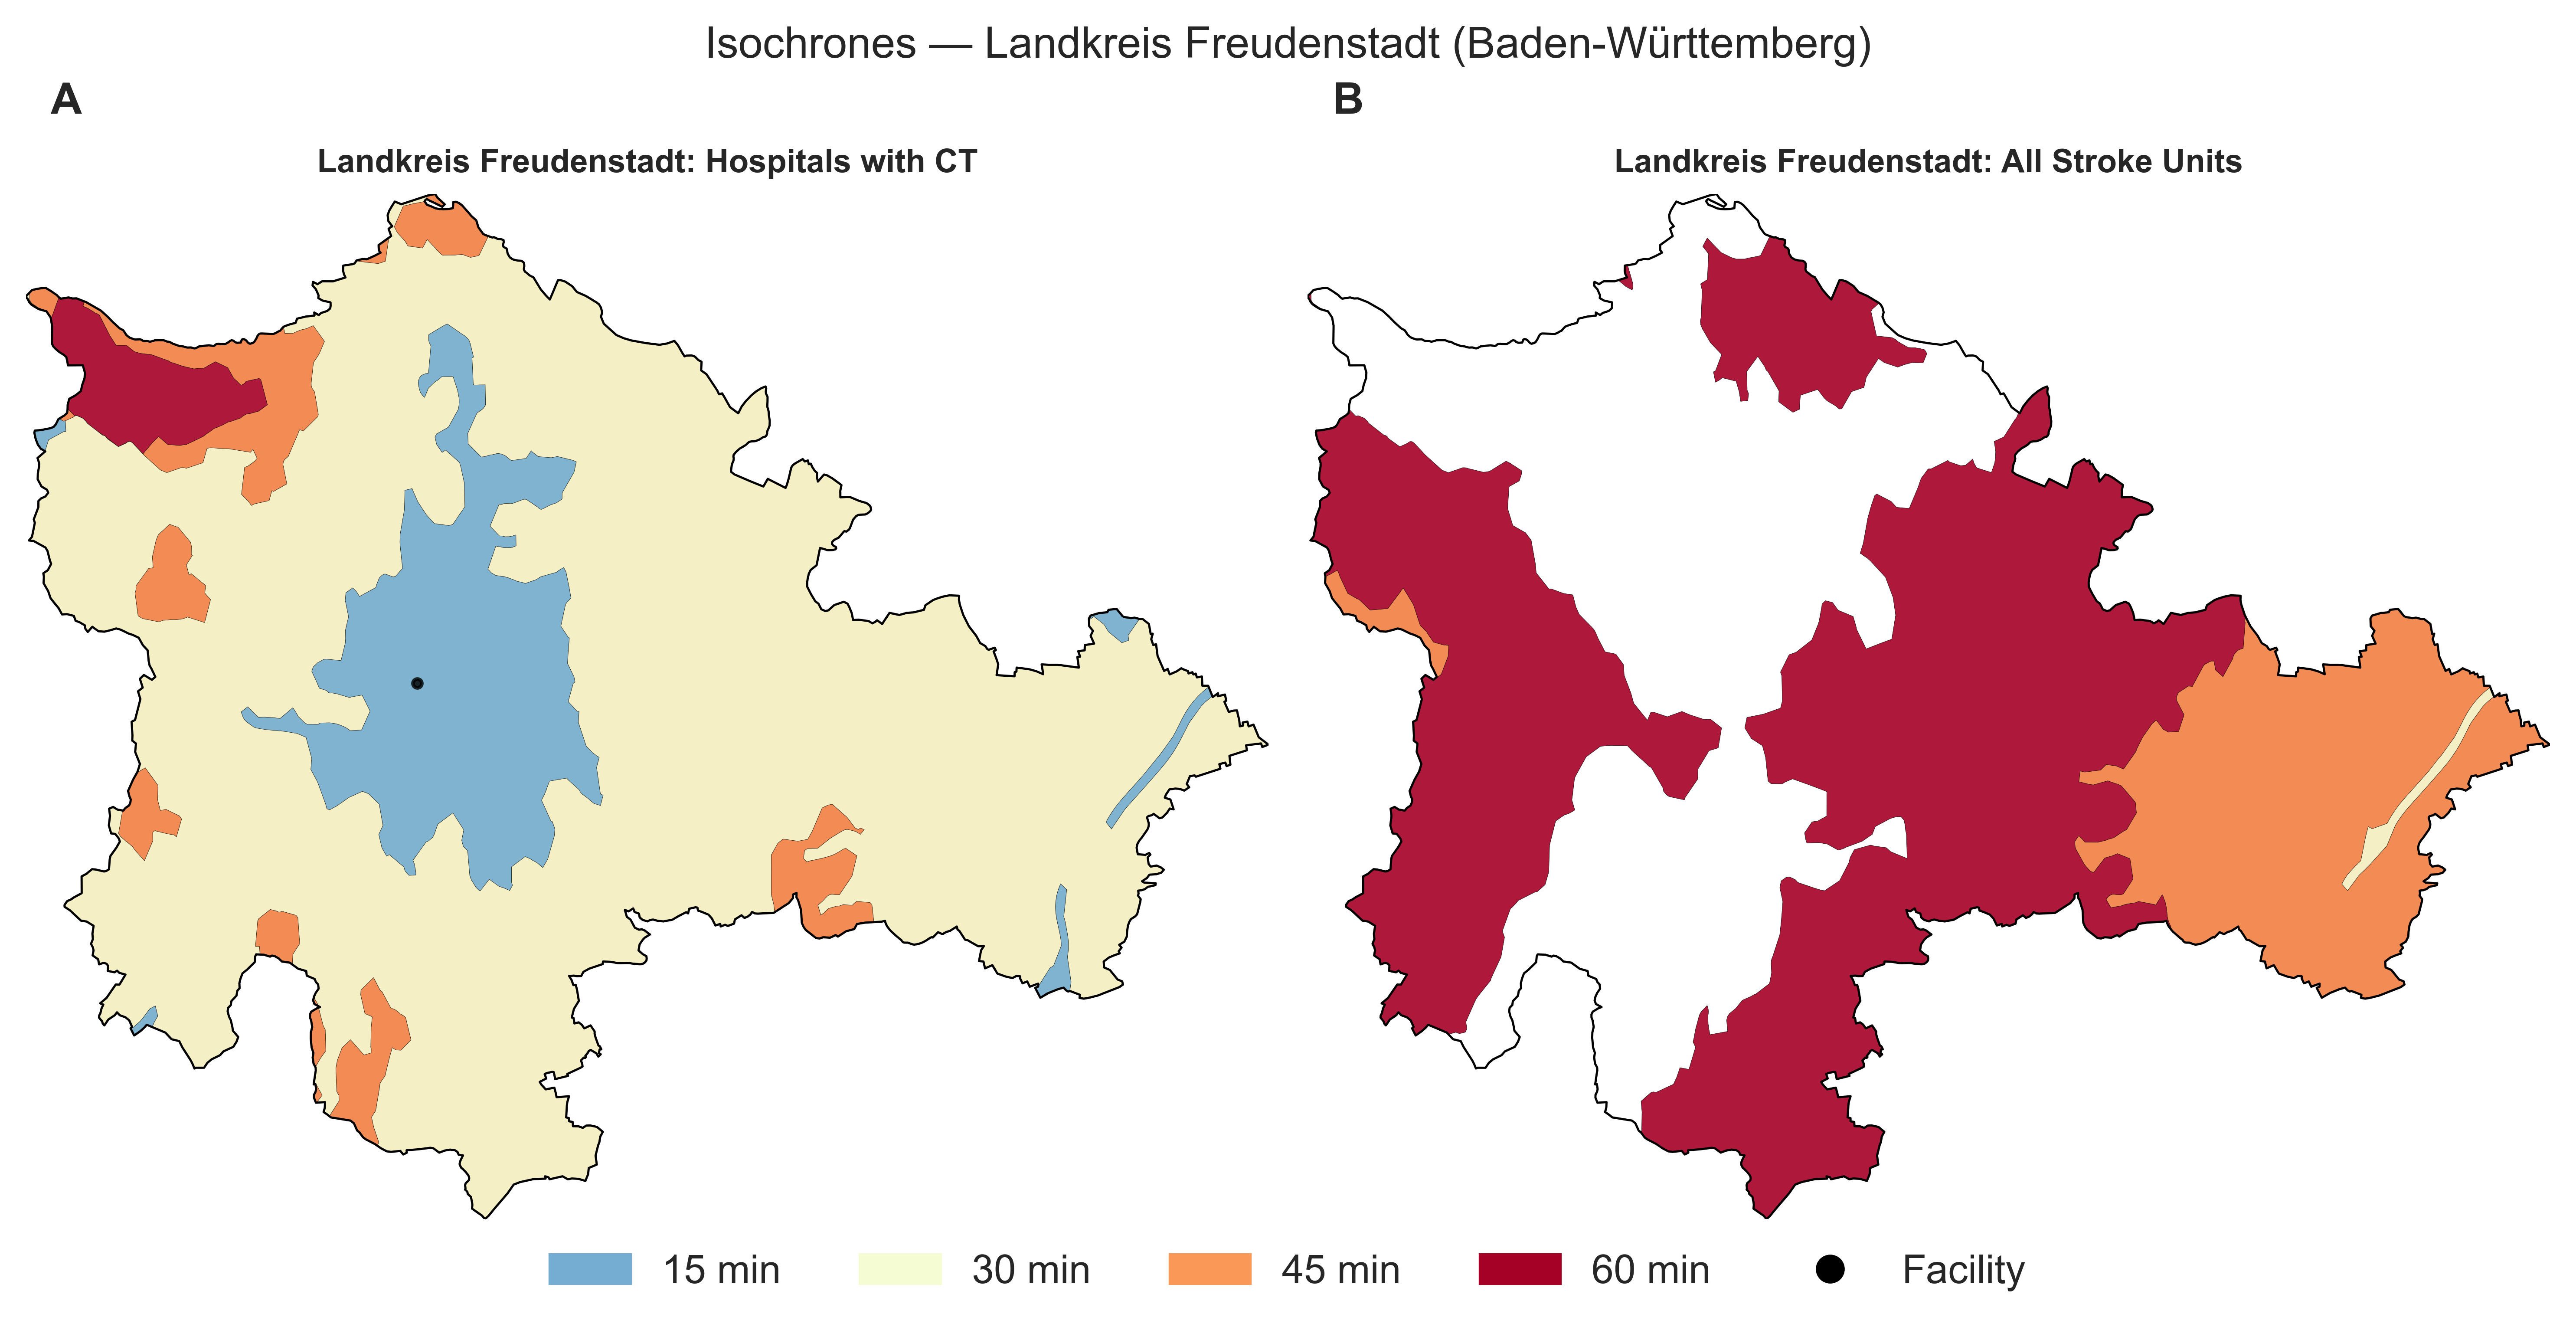 Isochrones — Landkreis Freudenstadt (Baden-Württemberg)
A
B
Landkreis Freudenstadt: Hospitals with CT
Landkreis Freudenstadt: All Stroke Units
15 min
30 min
45 min
60 min
Facility